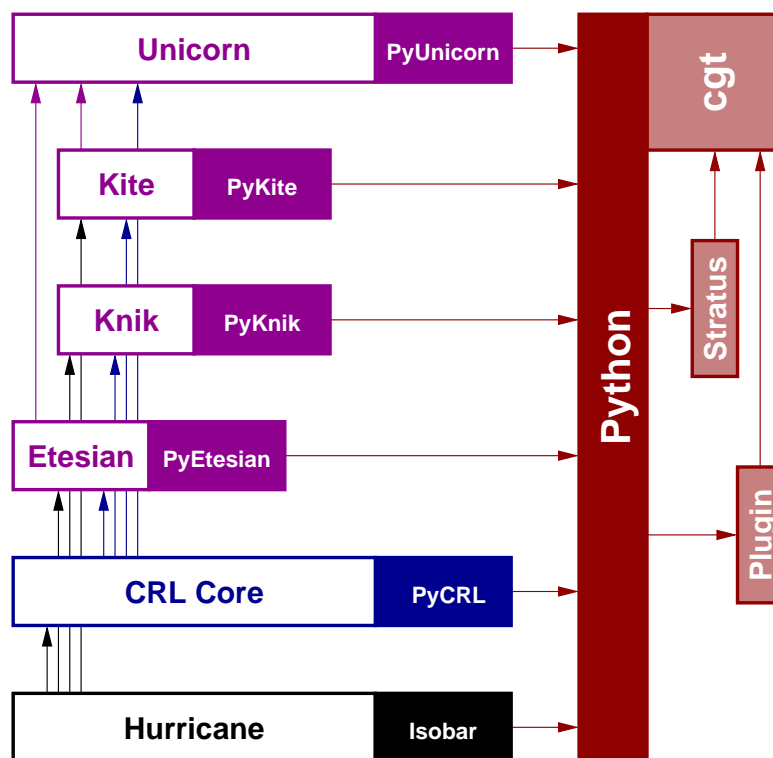 Unicorn
PyUnicorn
Kite
PyKite
Knik
PyKnik
Etesian
PyEtesian
CRL Core
PyCRL
Hurricane
Isobar
Python
cgt
Stratus
Plugin